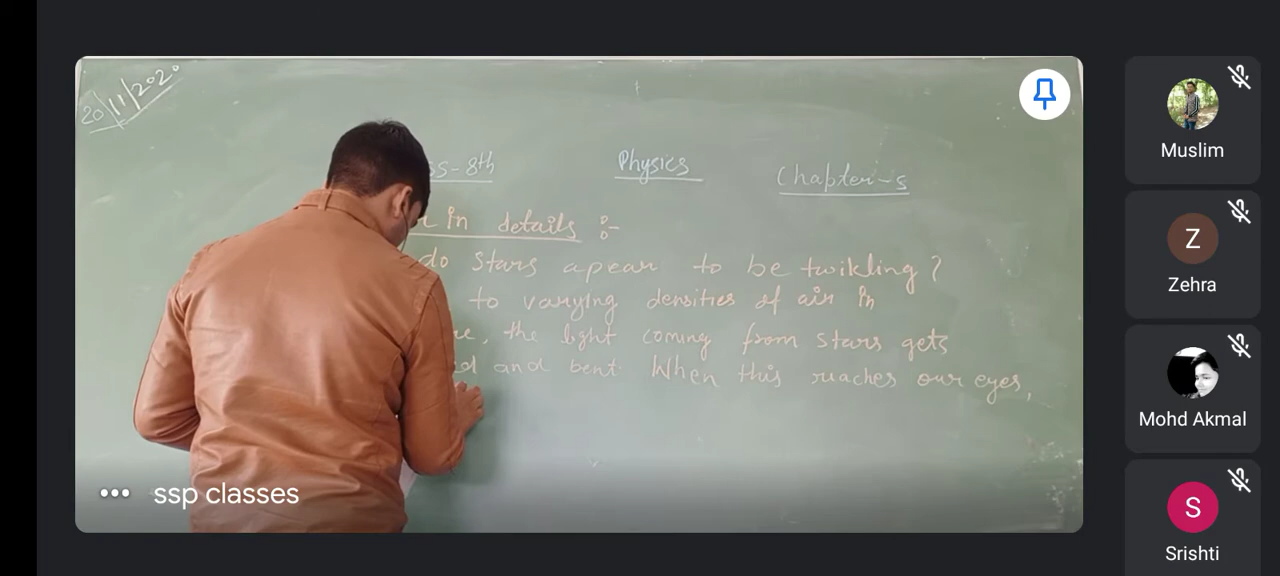 20/11/2020
ss-8th Physics Chapter-5
r in details :-
do stars apear to be twikling ?
to varying densities of air in
re, the light coming from stars gets
d and bent. When this reaches our eyes,
ssp classes
Muslim
Z
Zehra
Mohd Akmal
S
Srishti